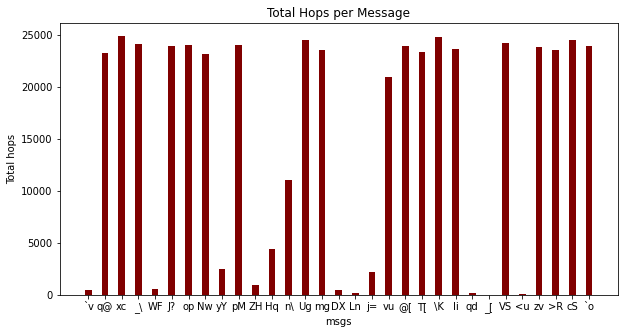 Total Hops per Message
25000
20000
15000
10000
5000
0
Total hops
`v q@ xc _\ WF J? op Nw yY pM ZH Hq n\ Ug mg DX Ln j= vu @[ T[ \K li qd _[ VS <u zv >R cS `o
msgs